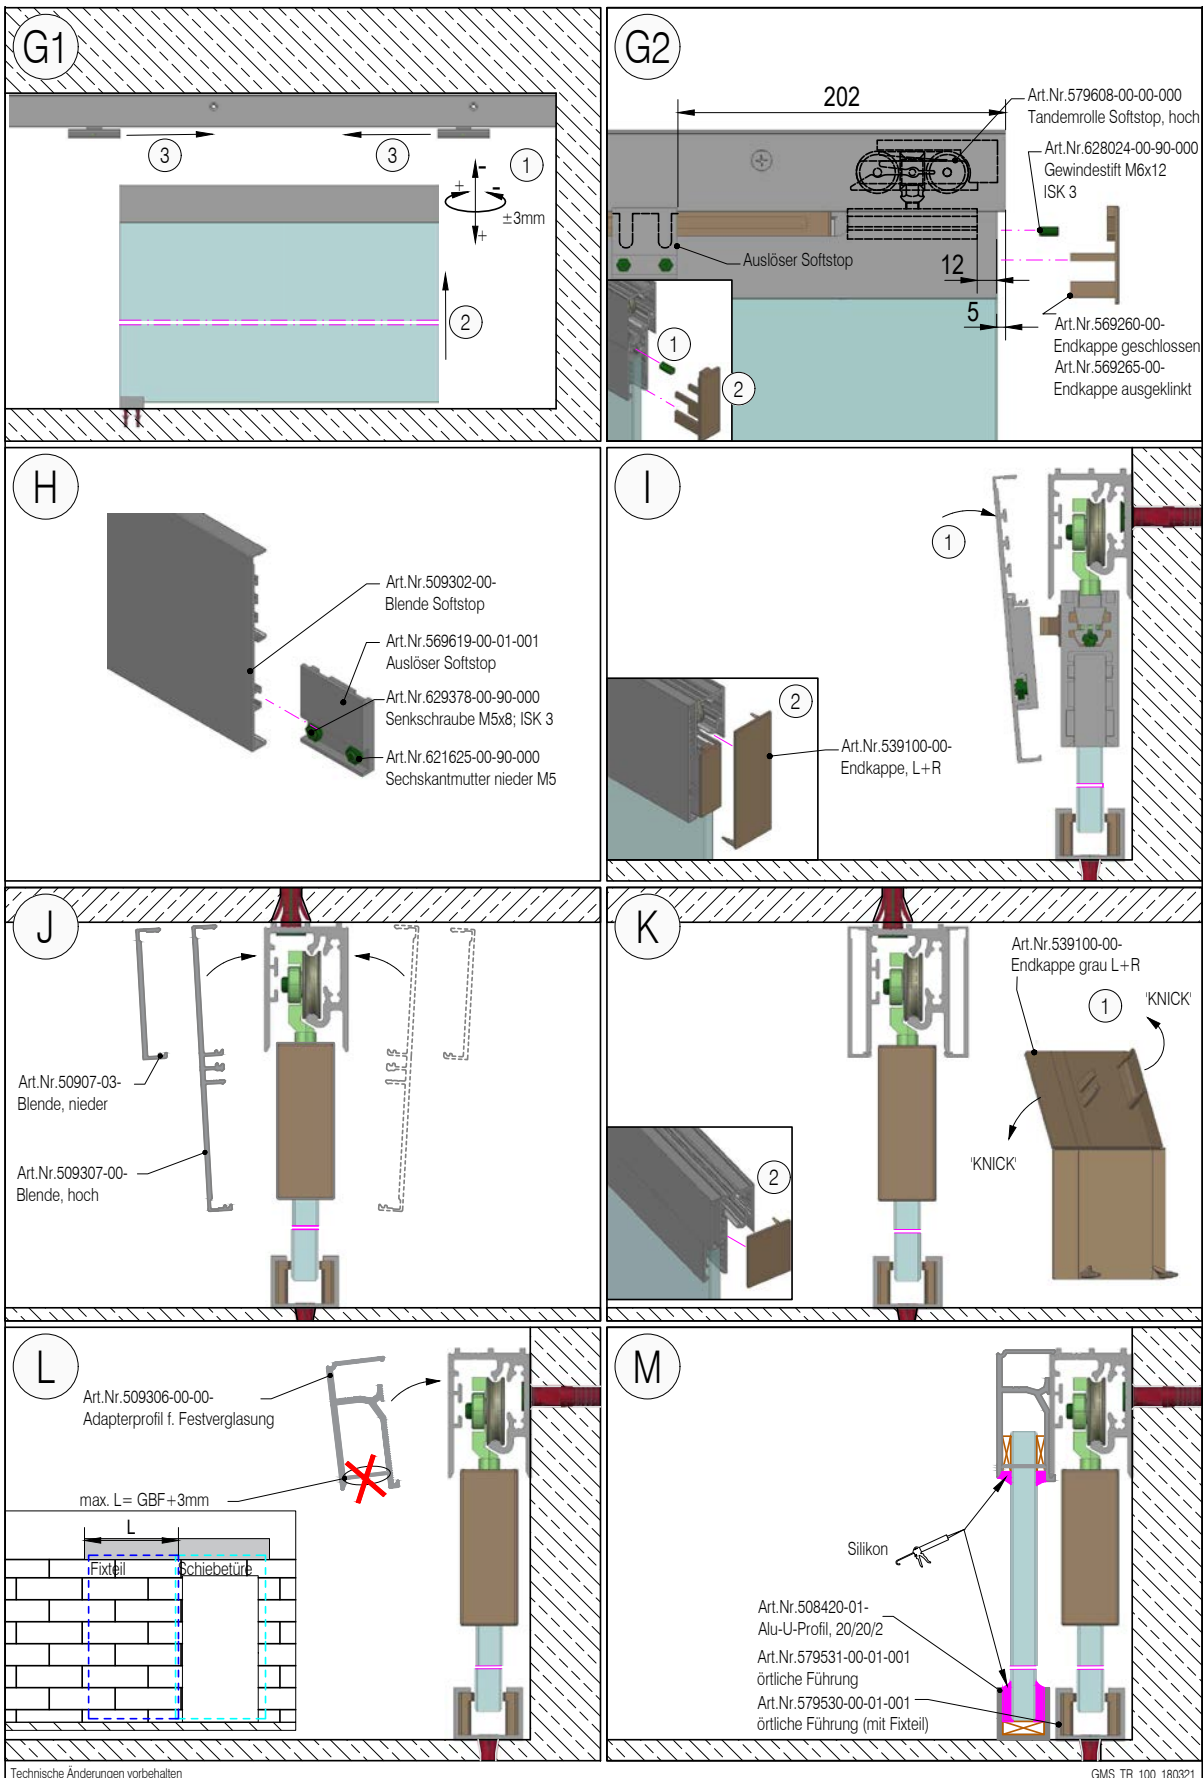 G1
3
3
1
+
-
-
±3mm
+
2
G2
202
Art.Nr.579608-00-00-000
Tandemrolle Softstop, hoch
Art.Nr.628024-00-90-000
Gewindestift M6x12
ISK 3
Auslöser Softstop
12
5
1
2
Art.Nr.569260-00-
Endkappe geschlossen
Art.Nr.569265-00-
Endkappe ausgeklinkt
H
Art.Nr.509302-00-
Blende Softstop
Art.Nr.569619-00-01-001
Auslöser Softstop
Art.Nr.629378-00-90-000
Senkschraube M5x8; ISK 3
Art.Nr.621625-00-90-000
Sechskantmutter nieder M5
I
1
2
Art.Nr.539100-00-
Endkappe, L+R
J
Art.Nr.50907-03-
Blende, nieder
Art.Nr.509307-00-
Blende, hoch
K
Art.Nr.539100-00-
Endkappe grau L+R
1
'KNICK'
'KNICK'
2
L
Art.Nr.509306-00-00-
Adapterprofil f. Festverglasung
max. L= GBF+3mm
L
Fixteil
Schiebetüre
M
Silikon
Art.Nr.508420-01-
Alu-U-Profil, 20/20/2
Art.Nr.579531-00-01-001
örtliche Führung
Art.Nr.579530-00-01-001
örtliche Führung (mit Fixteil)
Technische Änderungen vorbehalten
GMS_TR_100_180321